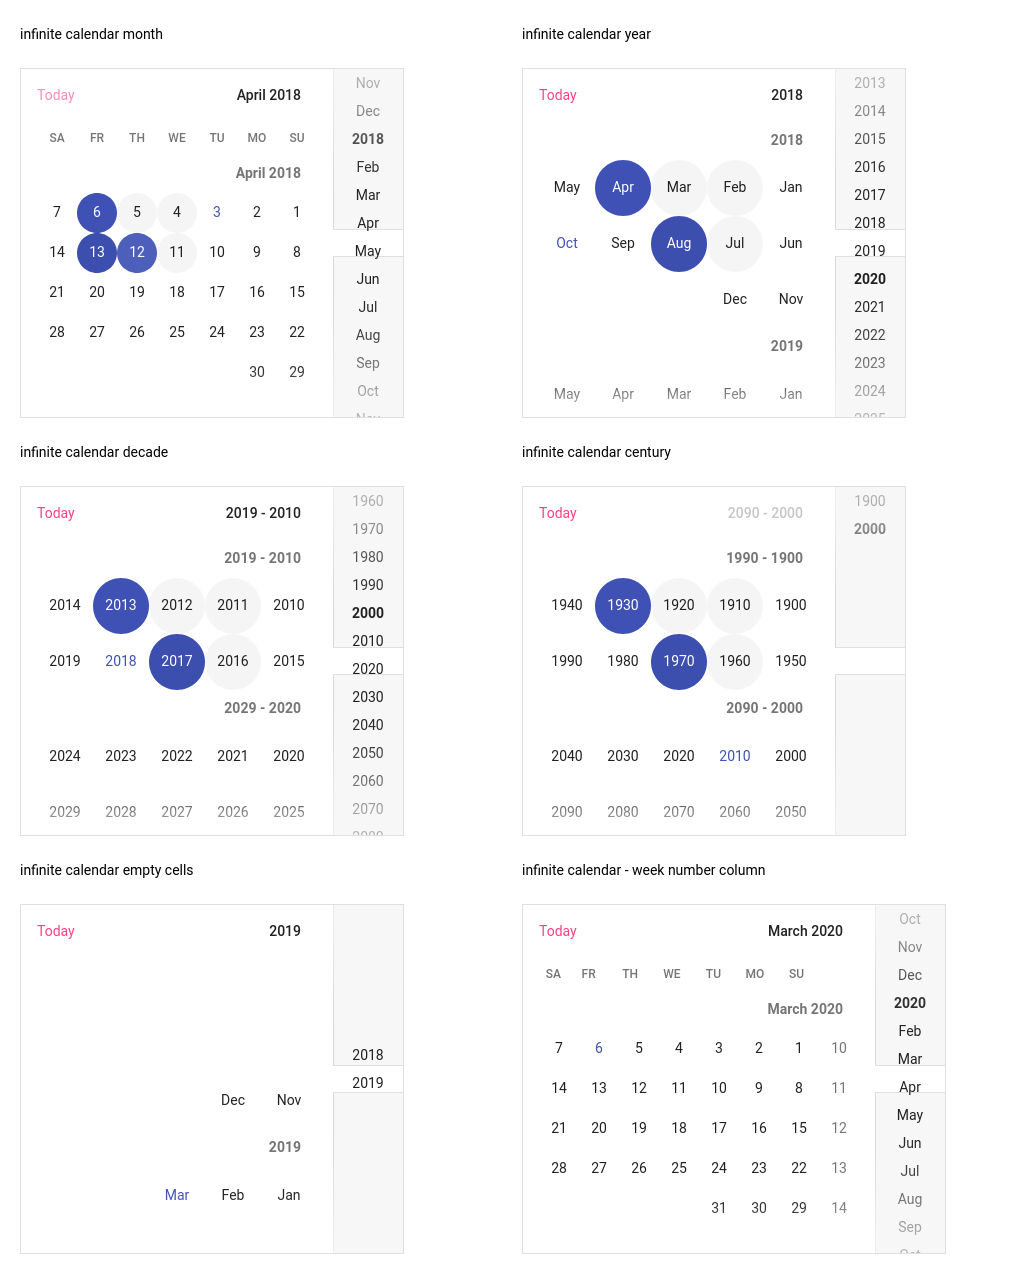 infinite calendar month
Today April 2018
SA FR TH WE TU MO SU
April 2018
7 6 5 4 3 2 1
14 13 12 11 10 9 8
21 20 19 18 17 16 15
28 27 26 25 24 23 22
30 29
Nov
Dec
2018
Feb
Mar
Apr
May
Jun
Jul
Aug
Sep
Oct
Nov
infinite calendar year
Today 2018
2018
May Apr Mar Feb Jan
Oct Sep Aug Jul Jun
Dec Nov
2019
May Apr Mar Feb Jan
2013
2014
2015
2016
2017
2018
2019
2020
2021
2022
2023
2024
2025
infinite calendar decade
Today 2019 - 2010
2019 - 2010
2014 2013 2012 2011 2010
2019 2018 2017 2016 2015
2029 - 2020
2024 2023 2022 2021 2020
2029 2028 2027 2026 2025
1960
1970
1980
1990
2000
2010
2020
2030
2040
2050
2060
2070
infinite calendar century
Today 2090 - 2000
1990 - 1900
1940 1930 1920 1910 1900
1990 1980 1970 1960 1950
2090 - 2000
2040 2030 2020 2010 2000
2090 2080 2070 2060 2050
1900
2000
infinite calendar empty cells
Today 2019
Dec Nov
2019
Mar Feb Jan
2018
2019
infinite calendar - week number column
Today March 2020
SA FR TH WE TU MO SU
March 2020
7 6 5 4 3 2 1 10
14 13 12 11 10 9 8 11
21 20 19 18 17 16 15 12
28 27 26 25 24 23 22 13
31 30 29 14
Oct
Nov
Dec
2020
Feb
Mar
Apr
May
Jun
Jul
Aug
Sep
Oct